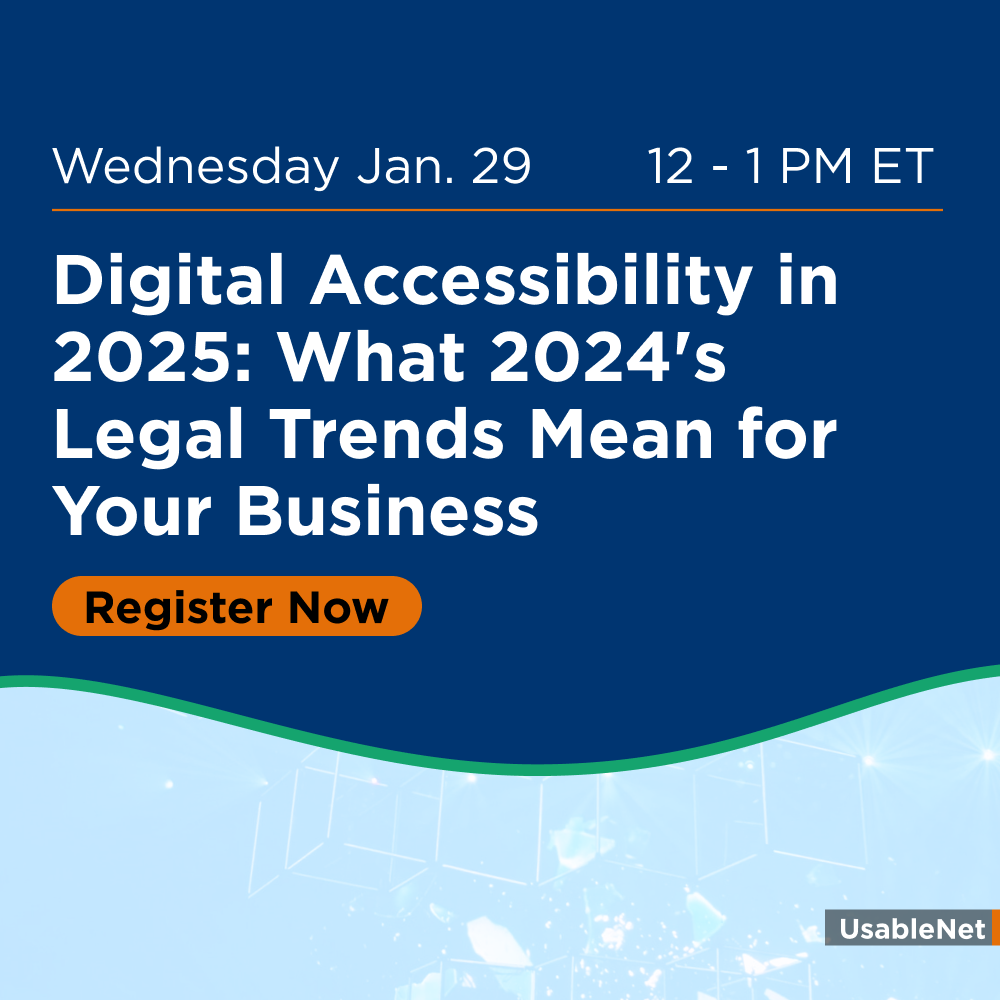 Wednesday Jan. 29 12 - 1 PM ET
Digital Accessibility in
2025: What 2024's
Legal Trends Mean for
Your Business
Register Now
UsableNet